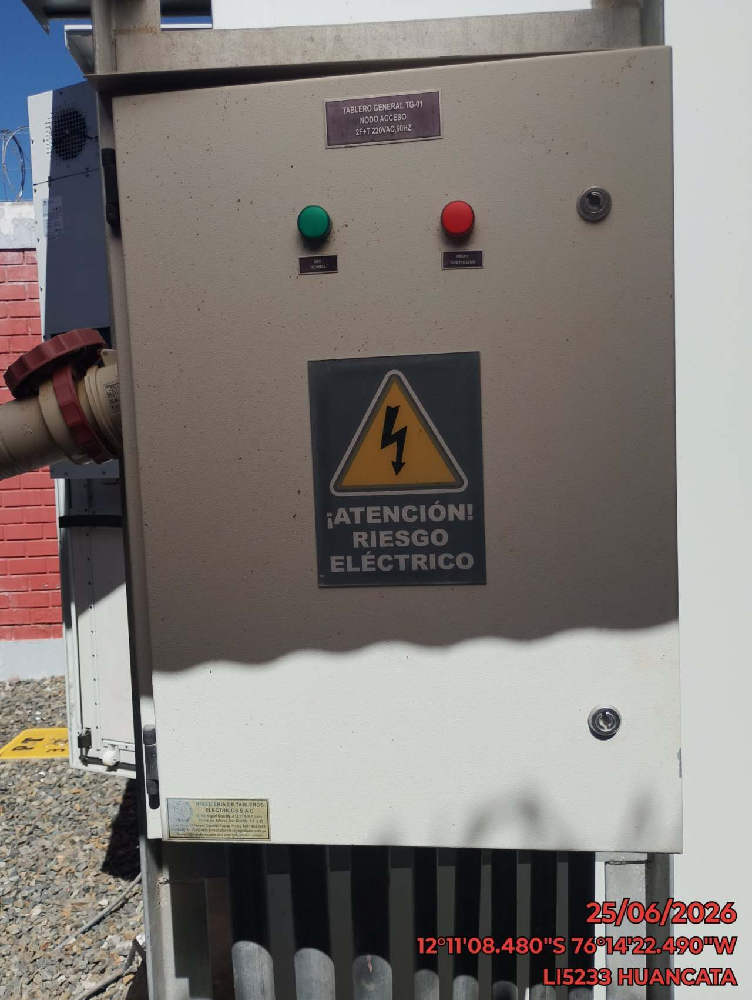 TABLERO GENERAL TG-01
NODO ACCESO
2F+T 220VAC,60HZ
RED
NORMAL
GRUPO
ELECTROGENO
¡ATENCIÓN!
RIESGO
ELÉCTRICO
INGENIERIA DE TABLEROS
ELECTRICOS S.A.C.
PT
25/06/2026
12°11'08.480"S 76°14'22.490"W
LI5233 HUANCATA